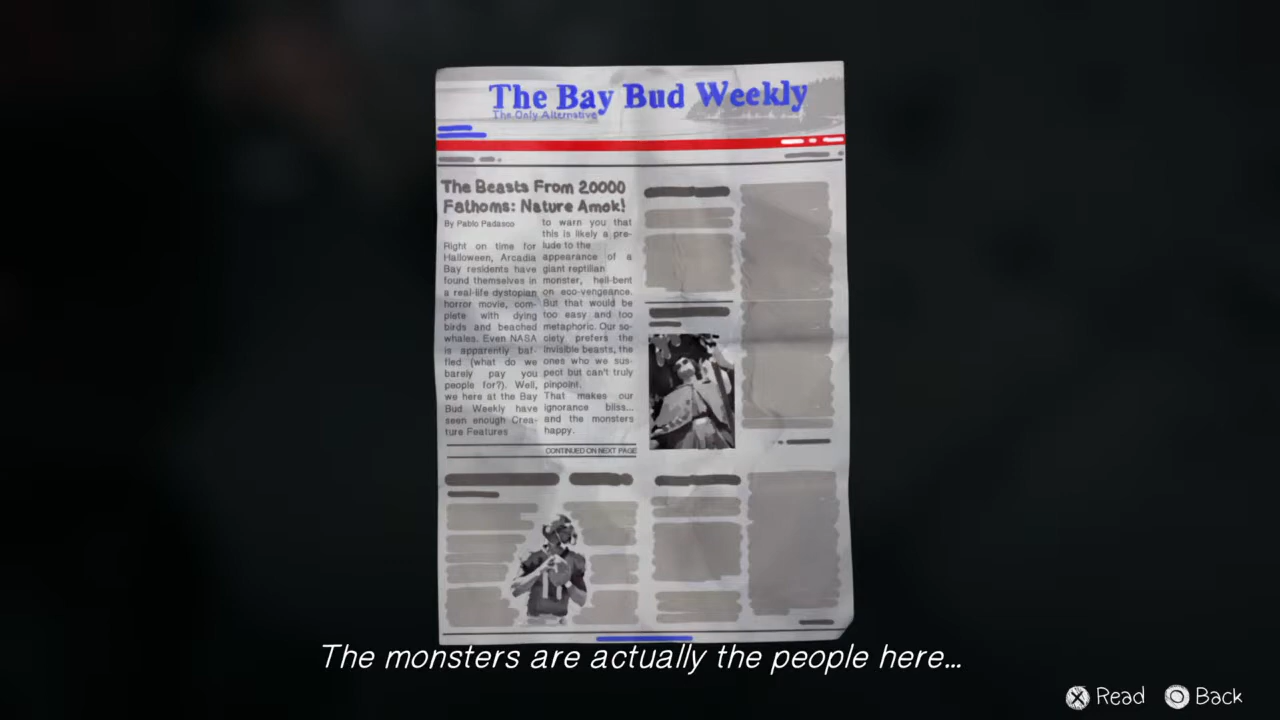 The Bay Bud Weekly
The Only Alternative
The Beasts From 20000
Fathoms: Nature Amok!
By Pablo Padasco
Right on time for
Halloween, Arcadia
Bay residents have
found themselves in
a real-life dystopian
horror movie, com-
plete with dying
birds and beached
whales. Even NASA
is apparently baf-
fled (what do we
barely pay you
people for?). Well,
we here at the Bay
Bud Weekly have
seen enough Crea-
ture Features
to warn you that
this is likely a pre-
lude to the
appearance of a
giant reptilian
monster, hell-bent
on eco-vengeance.
But that would be
too easy and too
metaphoric. Our so-
ciety prefers the
invisible beasts, the
ones who we sus-
pect but can't truly
pinpoint.
That makes our
ignorance bliss...
and the monsters
happy.
CONTINUED ON NEXT PAGE
The monsters are actually the people here...
Read Back